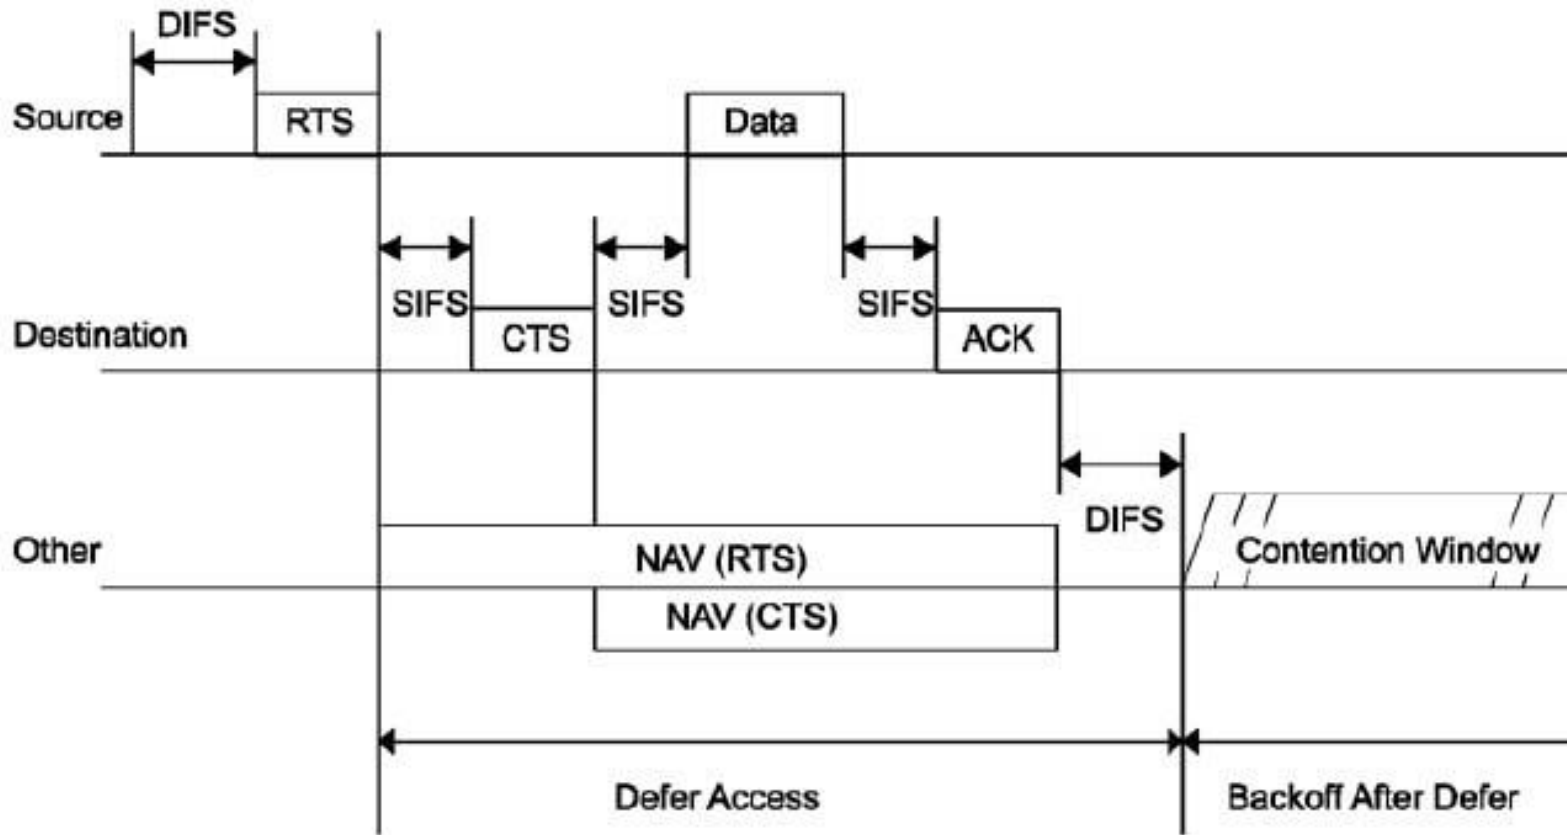 DIFS
Source
RTS
Data
SIFS
SIFS
SIFS
Destination
CTS
ACK
DIFS
Other
NAV (RTS)
Contention Window
NAV (CTS)
Defer Access
Backoff After Defer